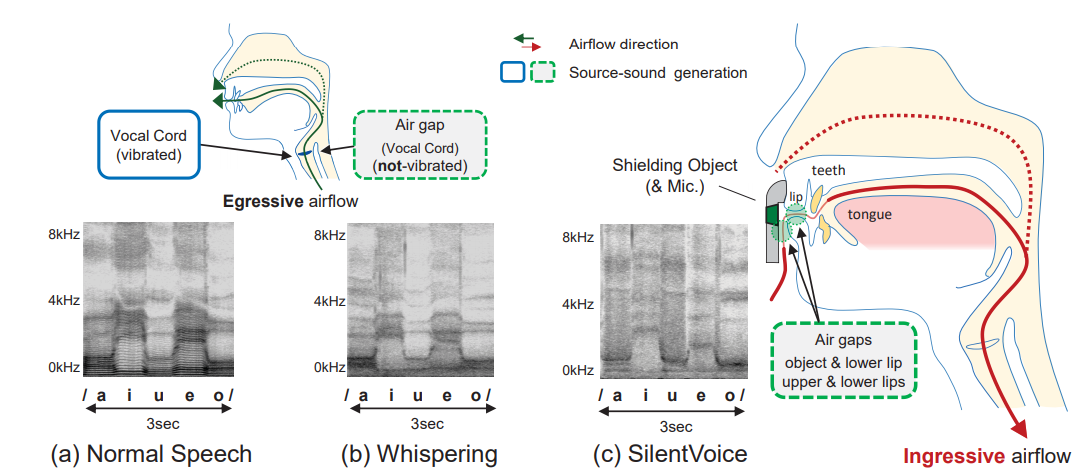 Airflow direction
Source-sound generation
Vocal Cord
(vibrated)
Air gap
(Vocal Cord)
(not-vibrated)
Egressive airflow
8kHz
4kHz
0kHz
/ a i u e o /
3sec
(a) Normal Speech
8kHz
4kHz
0kHz
/ a i u e o /
3sec
(b) Whispering
Shielding Object
(& Mic.)
teeth
lip
tongue
8kHz
4kHz
0kHz
/ a i u e o /
3sec
(c) SilentVoice
Air gaps
object & lower lip
upper & lower lips
Ingressive airflow